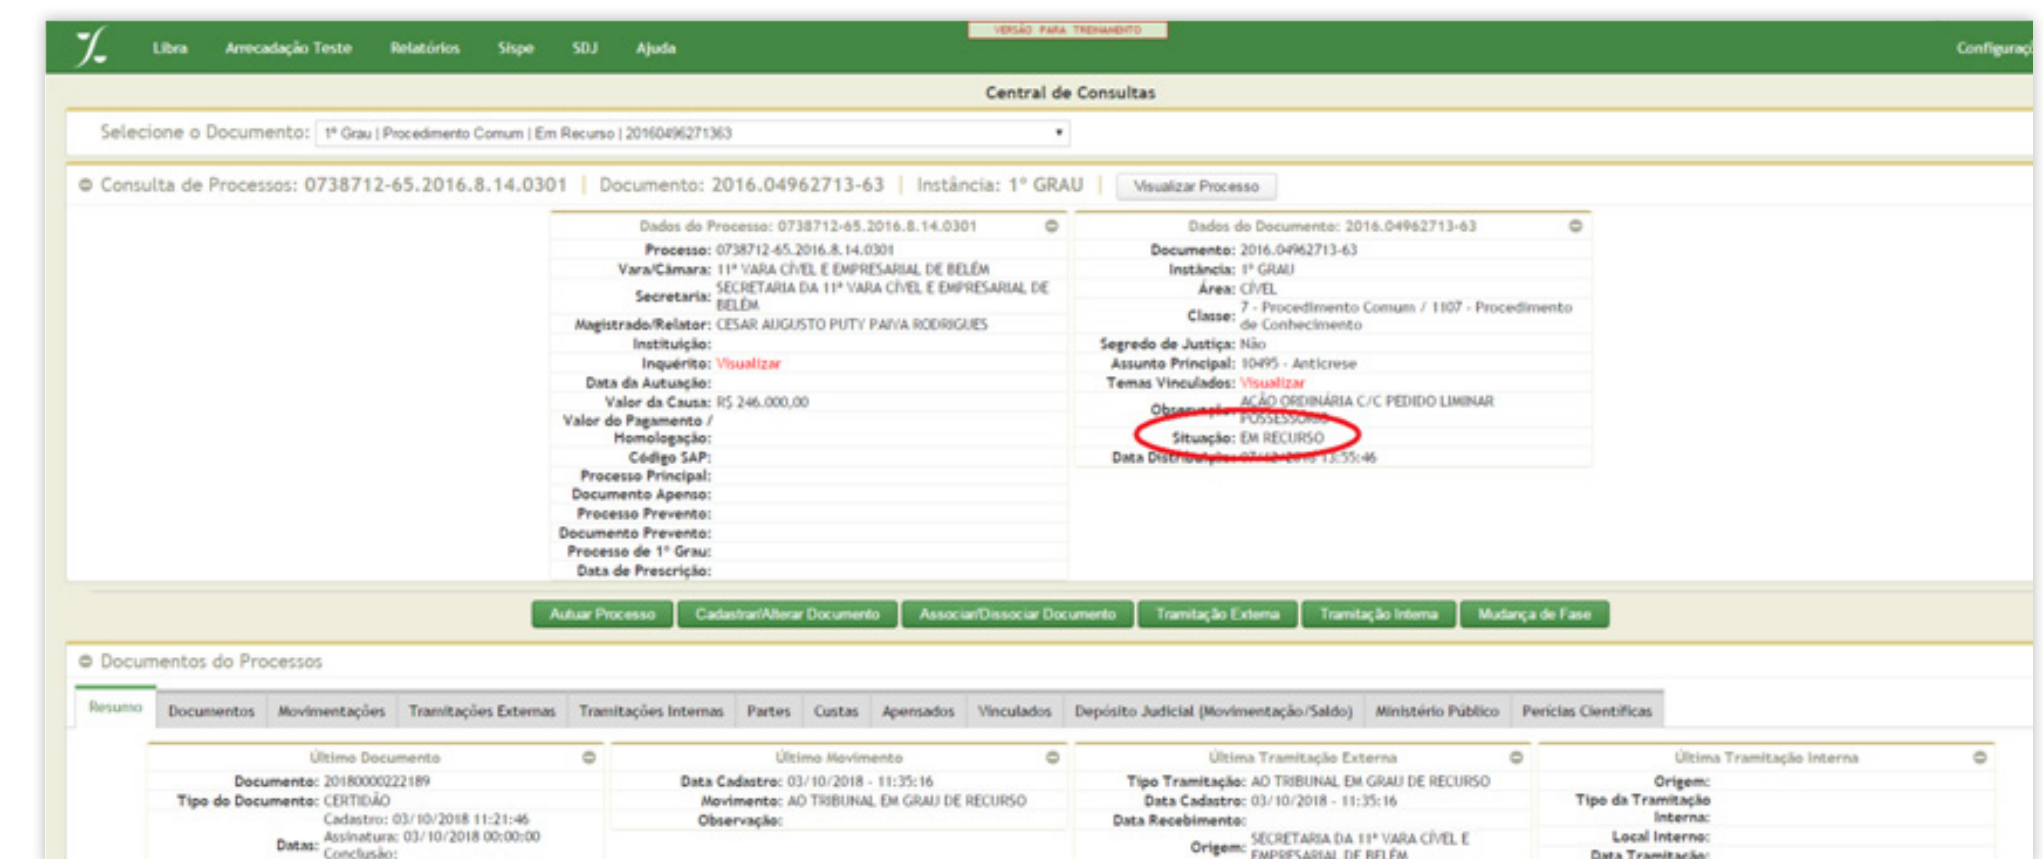 VERSÃO PARA TREINAMENTO
Libra Arrecadação Teste Relatórios Sispe SDJ Ajuda Configuraç
Central de Consultas
Selecione o Documento: 1º Grau | Procedimento Comum | Em Recurso | 20160496271363
Consulta de Processos: 0738712-65.2016.8.14.0301 | Documento: 2016.04962713-63 | Instância: 1º GRAU | Visualizar Processo
Dados do Processo: 0738712-65.2016.8.14.0301
Processo: 0738712-65.2016.8.14.0301
Vara/Câmara: 11ª VARA CÍVEL E EMPRESARIAL DE BELÉM
Secretaria: SECRETARIA DA 11ª VARA CÍVEL E EMPRESARIAL DE
BELÉM
Magistrado/Relator: CESAR AUGUSTO PUTY PAIVA RODRIGUES
Instituição:
Inquérito: Visualizar
Data da Autuação:
Valor da Causa: R$ 246.000,00
Valor do Pagamento /
Homologação:
Código SAP:
Processo Principal:
Documento Apenso:
Processo Prevento:
Documento Prevento:
Processo de 1º Grau:
Data de Prescrição:
Dados do Documento: 2016.04962713-63
Documento: 2016.04962713-63
Instância: 1º GRAU
Área: CÍVEL
Classe: 7 - Procedimento Comum / 1107 - Procedimento
de Conhecimento
Segredo de Justiça: Não
Assunto Principal: 10495 - Anticrese
Temas Vinculados: Visualizar
Observação: AÇÃO ORDINÁRIA C/C PEDIDO LIMINAR
POSSESSÓRIO
Situação: EM RECURSO
Data Distribuição: 07/12/2016 13:55:46
Autuar Processo Cadastrar/Alterar Documento Associar/Dissociar Documento Tramitação Externa Tramitação Interna Mudança de Fase
Documentos do Processos
Resumo Documentos Movimentações Tramitações Externas Tramitações Internas Partes Custas Apensados Vinculados Depósito Judicial (Movimentação/Saldo) Ministério Público Perícias Científicas
Último Documento
Documento: 20180000222189
Tipo do Documento: CERTIDÃO
Cadastro: 03/10/2018 11:21:46
Datas: Assinatura: 03/10/2018 00:00:00
Conclusão:
Último Movimento
Data Cadastro: 03/10/2018 - 11:35:16
Movimento: AO TRIBUNAL EM GRAU DE RECURSO
Observação:
Última Tramitação Externa
Tipo Tramitação: AO TRIBUNAL EM GRAU DE RECURSO
Data Cadastro: 03/10/2018 - 11:35:16
Data Recebimento:
Origem: SECRETARIA DA 11ª VARA CÍVEL E
EMPRESARIAL DE BELÉM
Última Tramitação Interna
Origem:
Tipo da Tramitação
Interna:
Local Interno:
Data Tramitação: